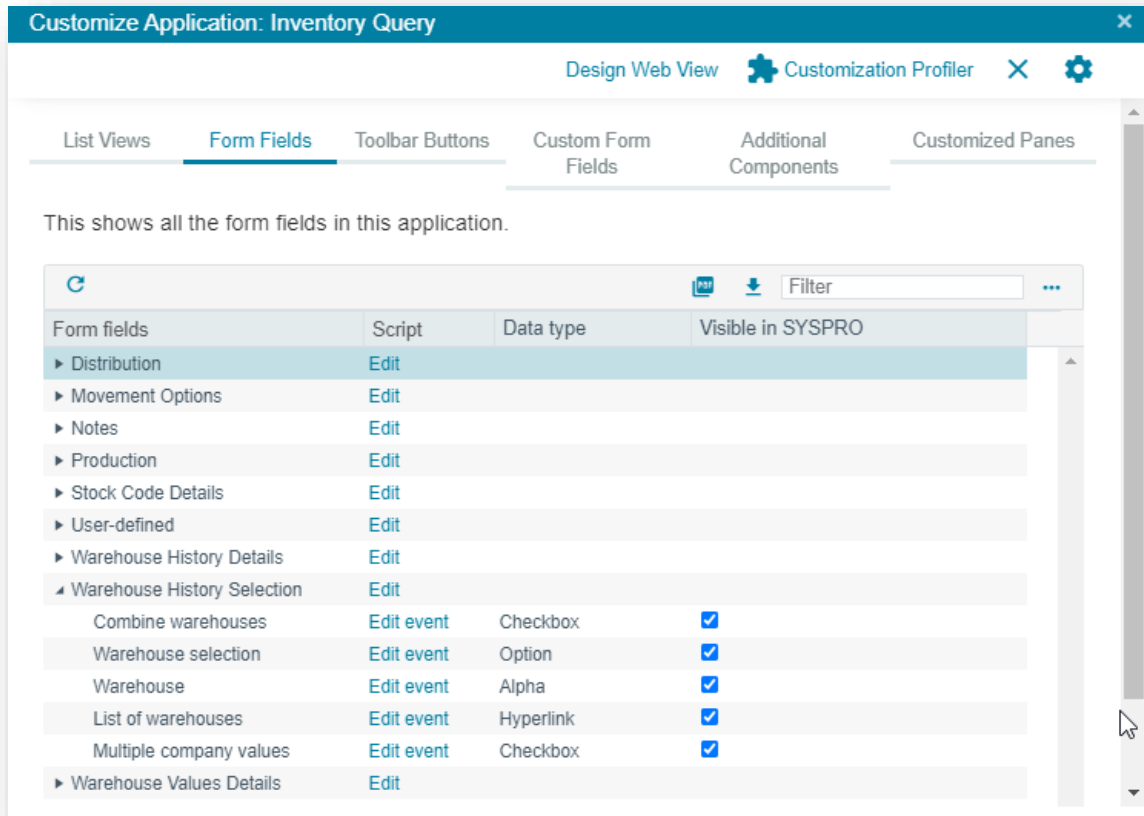 Customize Application: Inventory Query
Design Web View Customization Profiler
List Views Form Fields Toolbar Buttons Custom Form Fields Additional Components Customized Panes
This shows all the form fields in this application.
PDF Filter
Form fields Script Data type Visible in SYSPRO
Distribution Edit
Movement Options Edit
Notes Edit
Production Edit
Stock Code Details Edit
User-defined Edit
Warehouse History Details Edit
Warehouse History Selection Edit
Combine warehouses Edit event Checkbox
Warehouse selection Edit event Option
Warehouse Edit event Alpha
List of warehouses Edit event Hyperlink
Multiple company values Edit event Checkbox
Warehouse Values Details Edit